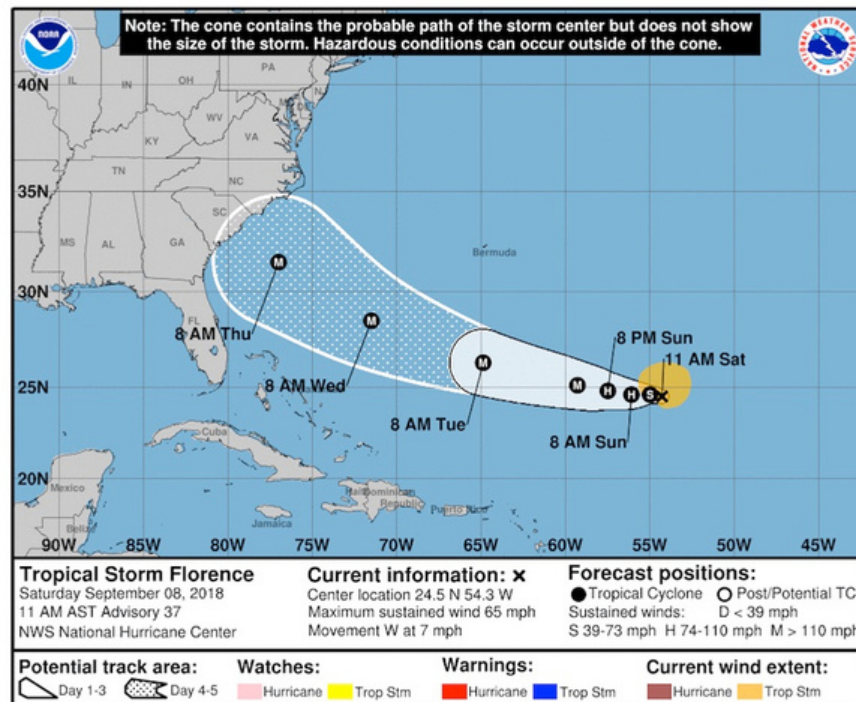 Note: The cone contains the probable path of the storm center but does not show
the size of the storm. Hazardous conditions can occur outside of the cone.
NOAA
NATIONAL WEATHER SERVICE
40N
35N
30N
25N
20N
IL
IN
OH
PA
NJ
WV
VA
KY
TN
NC
SC
MS
AL
GA
FL
Bermuda
8 PM Sun
11 AM Sat
8 AM Thu
8 AM Wed
8 AM Tue
8 AM Sun
M
M
M
M
H
H
S
Cuba
Mexico
Belize
Jamaica
Dominican
Republic
Puerto Rico
90W
85W
80W
75W
70W
65W
60W
55W
50W
45W
Tropical Storm Florence
Saturday September 08, 2018
11 AM AST Advisory 37
NWS National Hurricane Center
Current information: x
Center location 24.5 N 54.3 W
Maximum sustained wind 65 mph
Movement W at 7 mph
Forecast positions:
Tropical Cyclone Post/Potential TC
Sustained winds: D < 39 mph
S 39-73 mph H 74-110 mph M > 110 mph
Potential track area:
Day 1-3 Day 4-5
Watches:
Hurricane Trop Stm
Warnings:
Hurricane Trop Stm
Current wind extent:
Hurricane Trop Stm